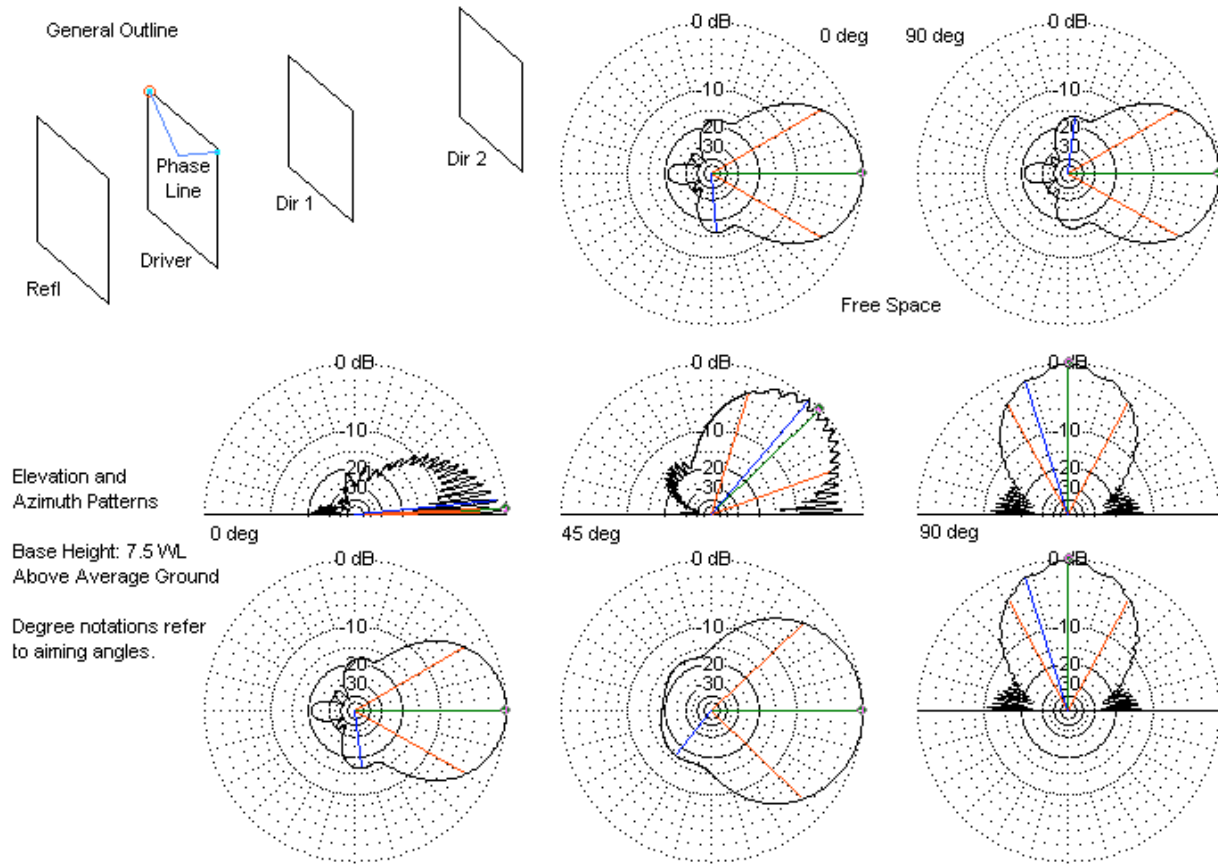 General Outline
Phase
Line
Refl
Driver
Dir 1
Dir 2
0 dB
-10
20
30
0 deg
90 deg
0 dB
-10
20
30
Free Space
Elevation and
Azimuth Patterns
Base Height: 7.5 WL
Above Average Ground
Degree notations refer
to aiming angles.
0 dB
-10
20
30
0 deg
0 dB
-10
20
30
45 deg
0 dB
-10
20
30
90 deg
0 dB
-10
20
30
0 dB
-10
20
30
0 dB
-10
20
30